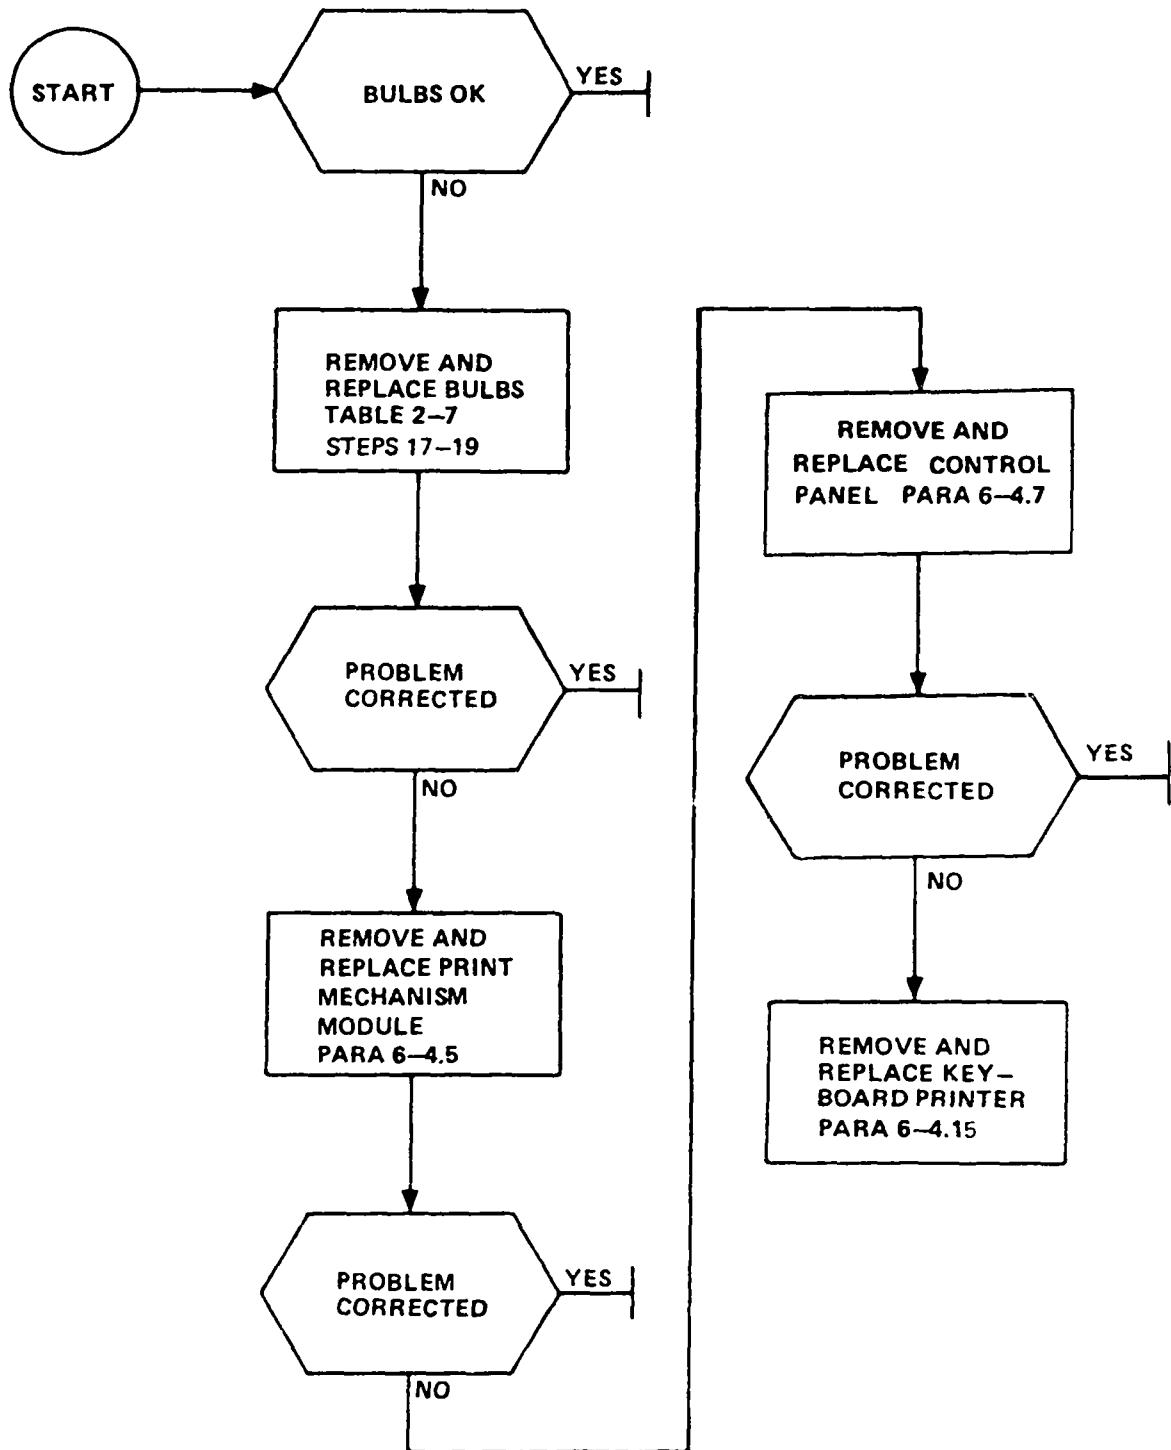 START
BULBS OK
YES
NO
REMOVE AND
REPLACE BULBS
TABLE 2–7
STEPS 17–19
PROBLEM
CORRECTED
YES
NO
REMOVE AND
REPLACE PRINT
MECHANISM
MODULE
PARA 6–4.5
PROBLEM
CORRECTED
YES
NO
REMOVE AND
REPLACE CONTROL
PANEL PARA 6–4.7
PROBLEM
CORRECTED
YES
NO
REMOVE AND
REPLACE KEY–
BOARD PRINTER
PARA 6–4.15